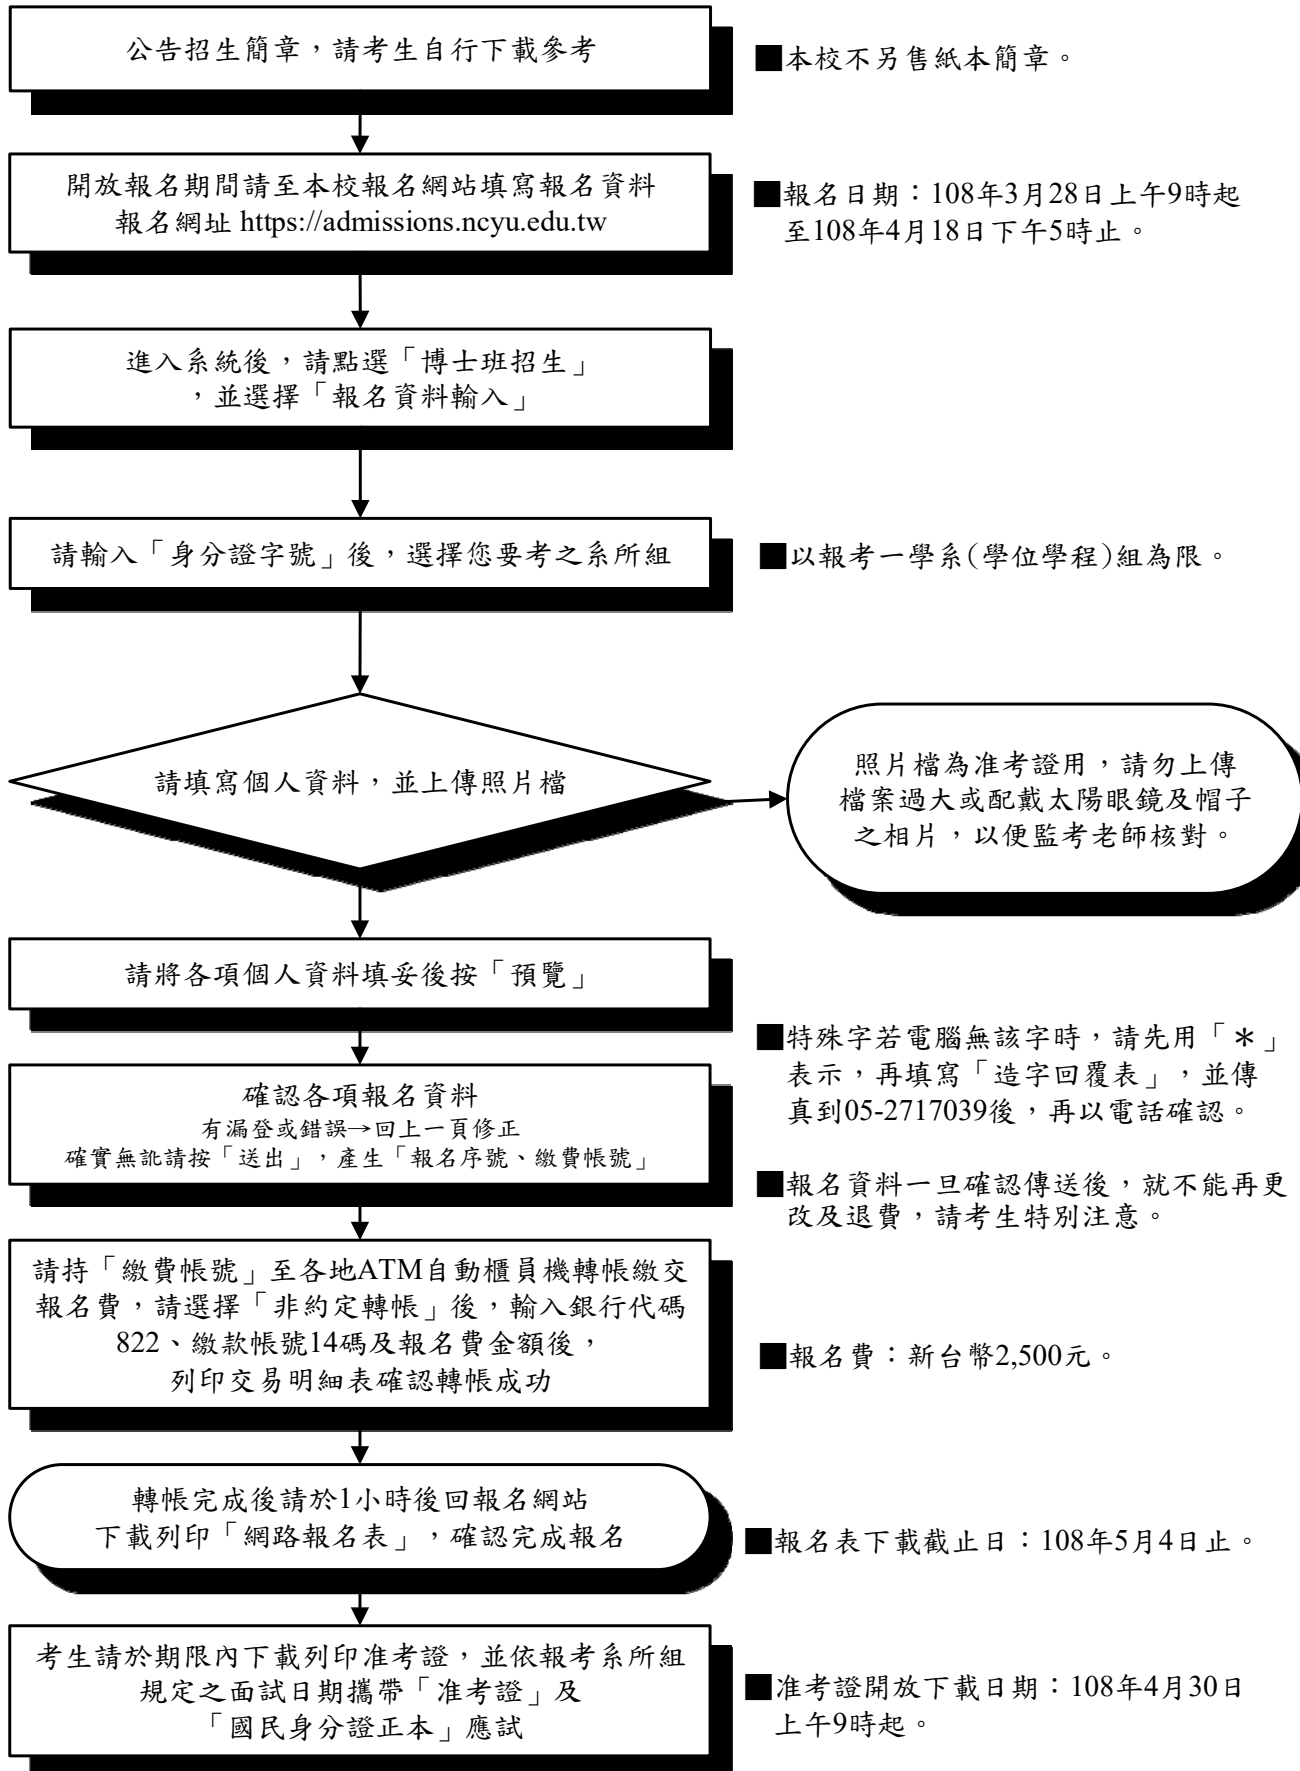 公告招生簡章，請考生自行下載參考
■本校不另售紙本簡章。
開放報名期間請至本校報名網站填寫報名資料
報名網址 https://admissions.ncyu.edu.tw
■報名日期：108年3月28日上午9時起
至108年4月18日下午5時止。
進入系統後，請點選「博士班招生」
，並選擇「報名資料輸入」
請輸入「身分證字號」後，選擇您要考之系所組
■以報考一學系(學位學程)組為限。
請填寫個人資料，並上傳照片檔
照片檔為准考證用，請勿上傳
檔案過大或配戴太陽眼鏡及帽子
之相片，以便監考老師核對。
請將各項個人資料填妥後按「預覽」
■特殊字若電腦無該字時，請先用「＊」
表示，再填寫「造字回覆表」，並傳
真到05-2717039後，再以電話確認。
確認各項報名資料
有漏登或錯誤→回上一頁修正
確實無訛請按「送出」，產生「報名序號、繳費帳號」
■報名資料一旦確認傳送後，就不能再更
改及退費，請考生特別注意。
請持「繳費帳號」至各地ATM自動櫃員機轉帳繳交
報名費，請選擇「非約定轉帳」後，輸入銀行代碼
822、繳款帳號14碼及報名費金額後，
列印交易明細表確認轉帳成功
■報名費：新台幣2,500元。
轉帳完成後請於1小時後回報名網站
下載列印「網路報名表」，確認完成報名
■報名表下載截止日：108年5月4日止。
考生請於期限內下載列印准考證，並依報考系所組
規定之面試日期攜帶「准考證」及
「國民身分證正本」應試
■准考證開放下載日期：108年4月30日
上午9時起。